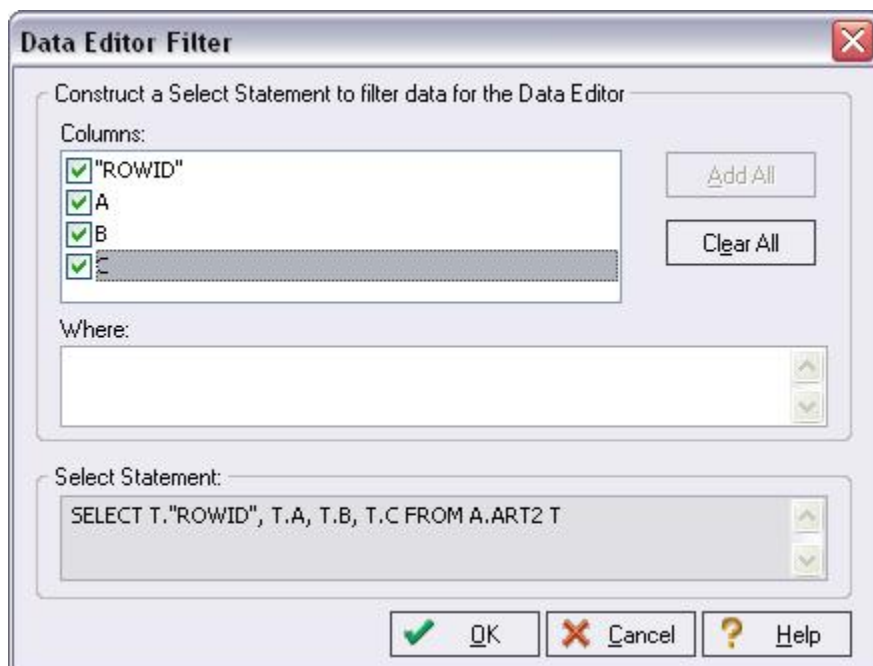 Data Editor Filter
Construct a Select Statement to filter data for the Data Editor
Columns:
"ROWID"
A
B
C
Add All
Clear All
Where:
Select Statement:
SELECT T."ROWID", T.A, T.B, T.C FROM A.ART2 T
OK
Cancel
Help